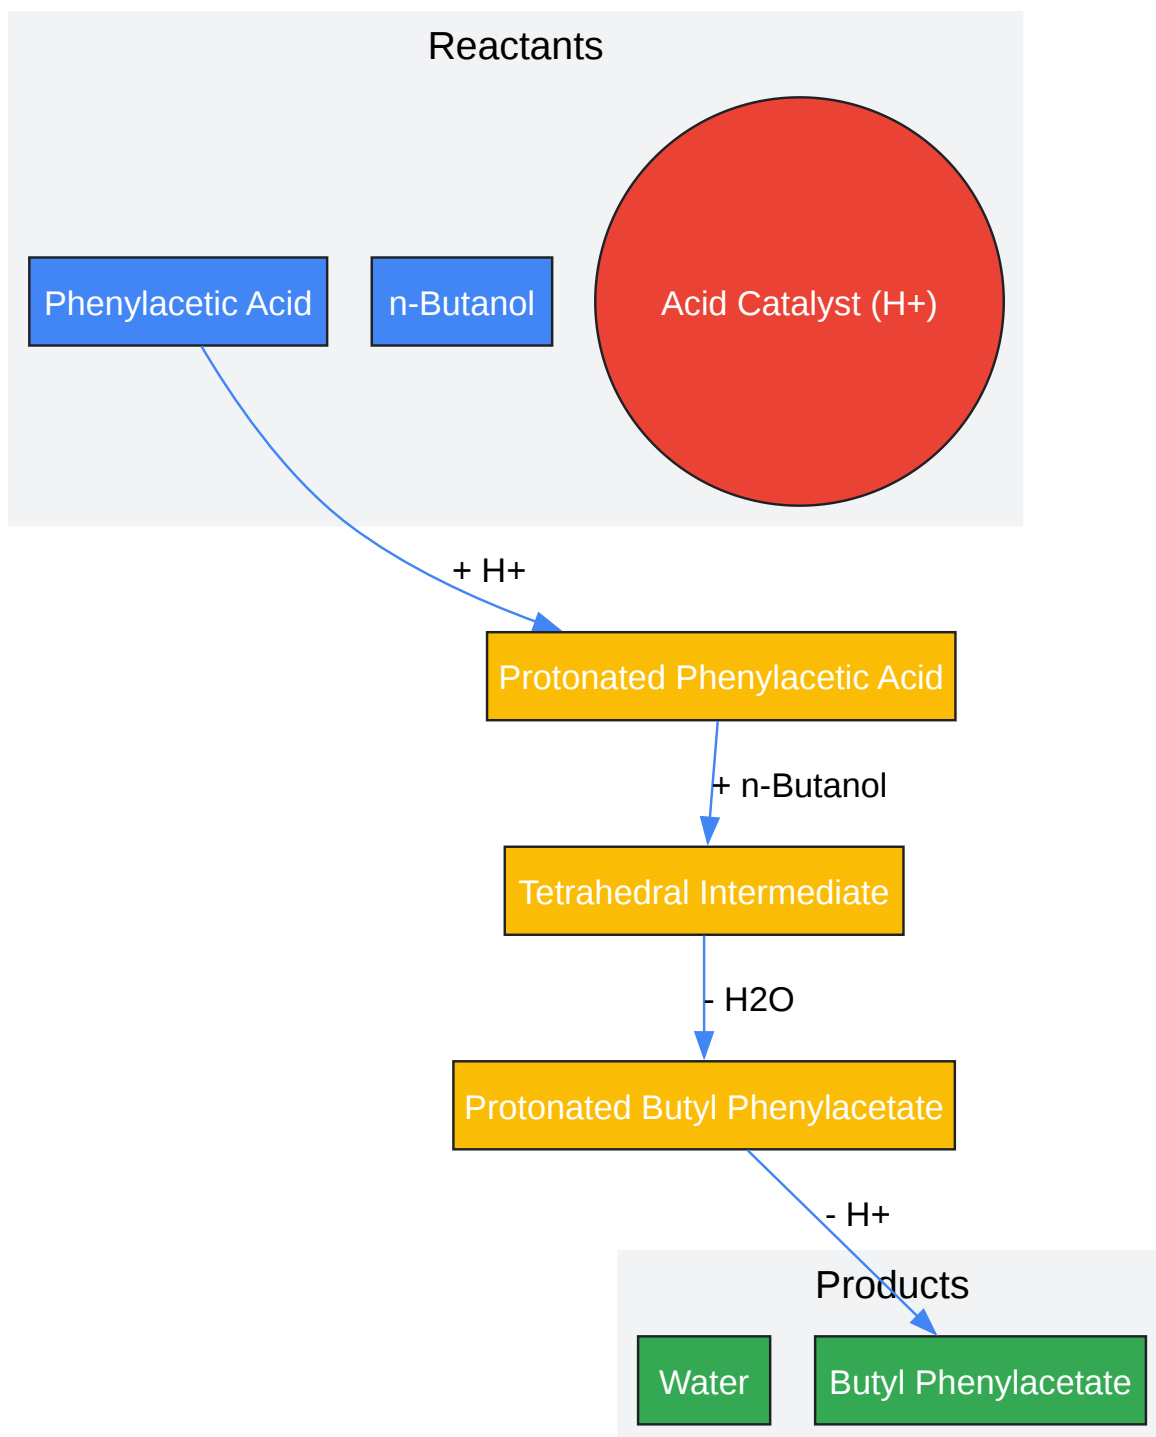 Reactants
Phenylacetic Acid
n-Butanol
Acid Catalyst (H+)
+ H+
Protonated Phenylacetic Acid
+ n-Butanol
Tetrahedral Intermediate
- H2O
Protonated Butyl Phenylacetate
- H+
Products
Water
Butyl Phenylacetate